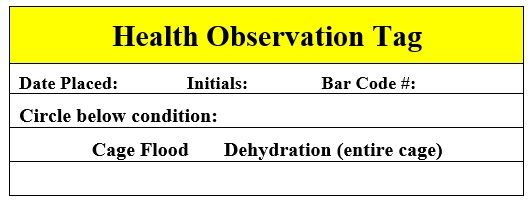 Health Observation Tag
Date Placed: Initials: Bar Code #:
Circle below condition:
Cage Flood Dehydration (entire cage)